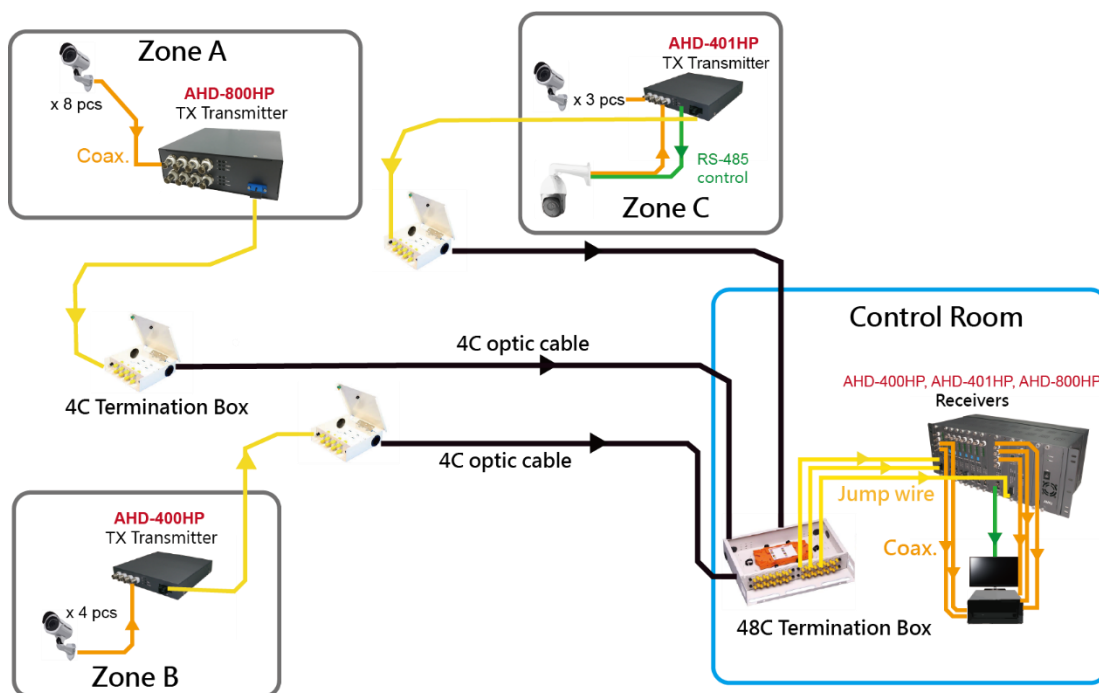 Zone A
AHD-800HP
TX Transmitter
x 8 pcs
Coax.
AHD-401HP
TX Transmitter
x 3 pcs
RS-485
control
Zone C
4C optic cable
4C Termination Box
4C optic cable
Control Room
AHD-400HP, AHD-401HP, AHD-800HP
Receivers
Jump wire
Coax.
48C Termination Box
AHD-400HP
TX Transmitter
x 4 pcs
Zone B